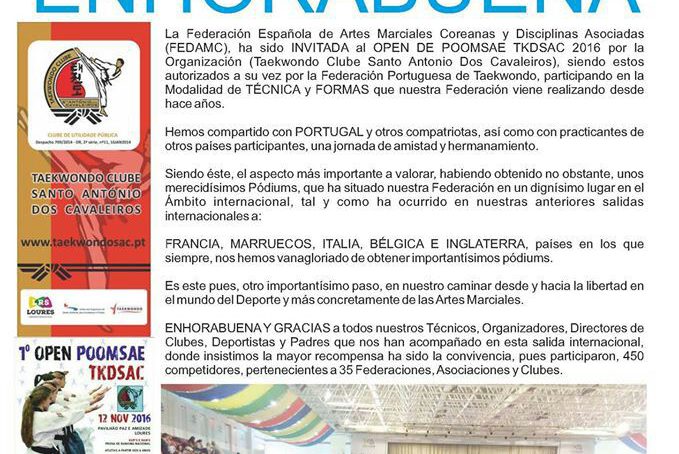 ENHORABUENA
La Federación Española de Artes Marciales Coreanas y Disciplinas Asociadas
(FEDAMC), ha sido INVITADA al OPEN DE POOMSAE TKDSAC 2016 por la
Organización (Taekwondo Clube Santo Antonio Dos Cavaleiros), siendo estos
autorizados a su vez por la Federación Portuguesa de Taekwondo, participando en la
Modalidad de TÉCNICA y FORMAS que nuestra Federación viene realizando desde
hace años.
Hemos compartido con PORTUGAL y otros compatriotas, así como con practicantes de
otros países participantes, una jornada de amistad y hermanamiento.
Siendo éste, el aspecto más importante a valorar, habiendo obtenido no obstante, unos
merecidísimos Pódiums, que ha situado nuestra Federación en un dignísimo lugar en el
Ámbito internacional, tal y como ha ocurrido en nuestras anteriores salidas
internacionales a:
FRANCIA, MARRUECOS, ITALIA, BÉLGICA E INGLATERRA, países en los que
siempre, nos hemos vanagloriado de obtener importantísimos pódiums.
Es este pues, otro importantísimo paso, en nuestro caminar desde y hacia la libertad en
el mundo del Deporte y más concretamente de las Artes Marciales.
ENHORABUENA Y GRACIAS a todos nuestros Técnicos, Organizadores, Directores de
Clubes, Deportistas y Padres que nos han acompañado en esta salida internacional,
donde insistimos la mayor recompensa ha sido la convivencia, pues participaron, 450
competidores, pertenecientes a 35 Federaciones, Asociaciones y Clubes.
TAEKWONDO CLUBE
STº ANTÓNIO
CAVALEIROS
CLUBE DE UTILIDADE PÚBLICA
TAEKWONDO CLUBE
SANTO ANTÓNIO
DOS CAVALEIROS
www.taekwondosac.pt
LOURES
TAEKWONDO
1º OPEN POOMSAE
TKDSAC
12 NOV 2016
PAVILHÃO PAZ E AMIZADE
LOURES